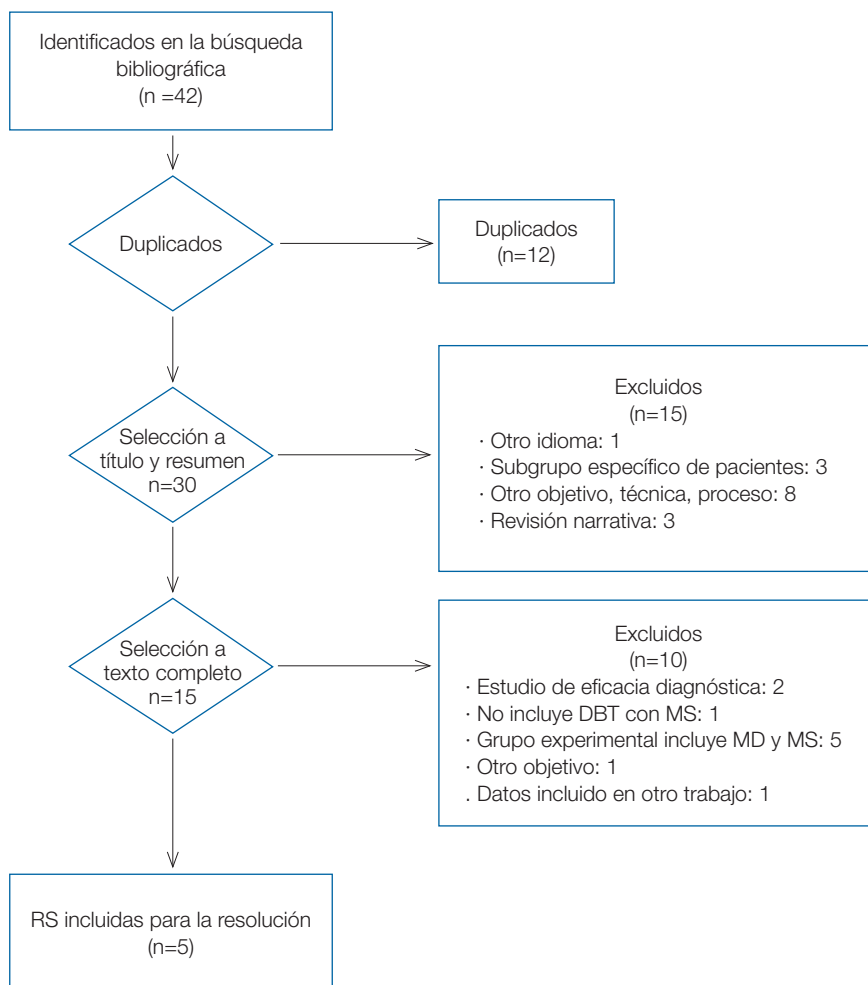 Identificados en la búsqueda
bibliográfica
(n =42)
Duplicados
Duplicados
(n=12)
Selección a
título y resumen
n=30
Excluidos
(n=15)
· Otro idioma: 1
· Subgrupo específico de pacientes: 3
· Otro objetivo, técnica, proceso: 8
· Revisión narrativa: 3
Selección a
texto completo
n=15
Excluidos
(n=10)
· Estudio de eficacia diagnóstica: 2
· No incluye DBT con MS: 1
· Grupo experimental incluye MD y MS: 5
· Otro objetivo: 1
. Datos incluido en otro trabajo: 1
RS incluidas para la resolución
(n=5)